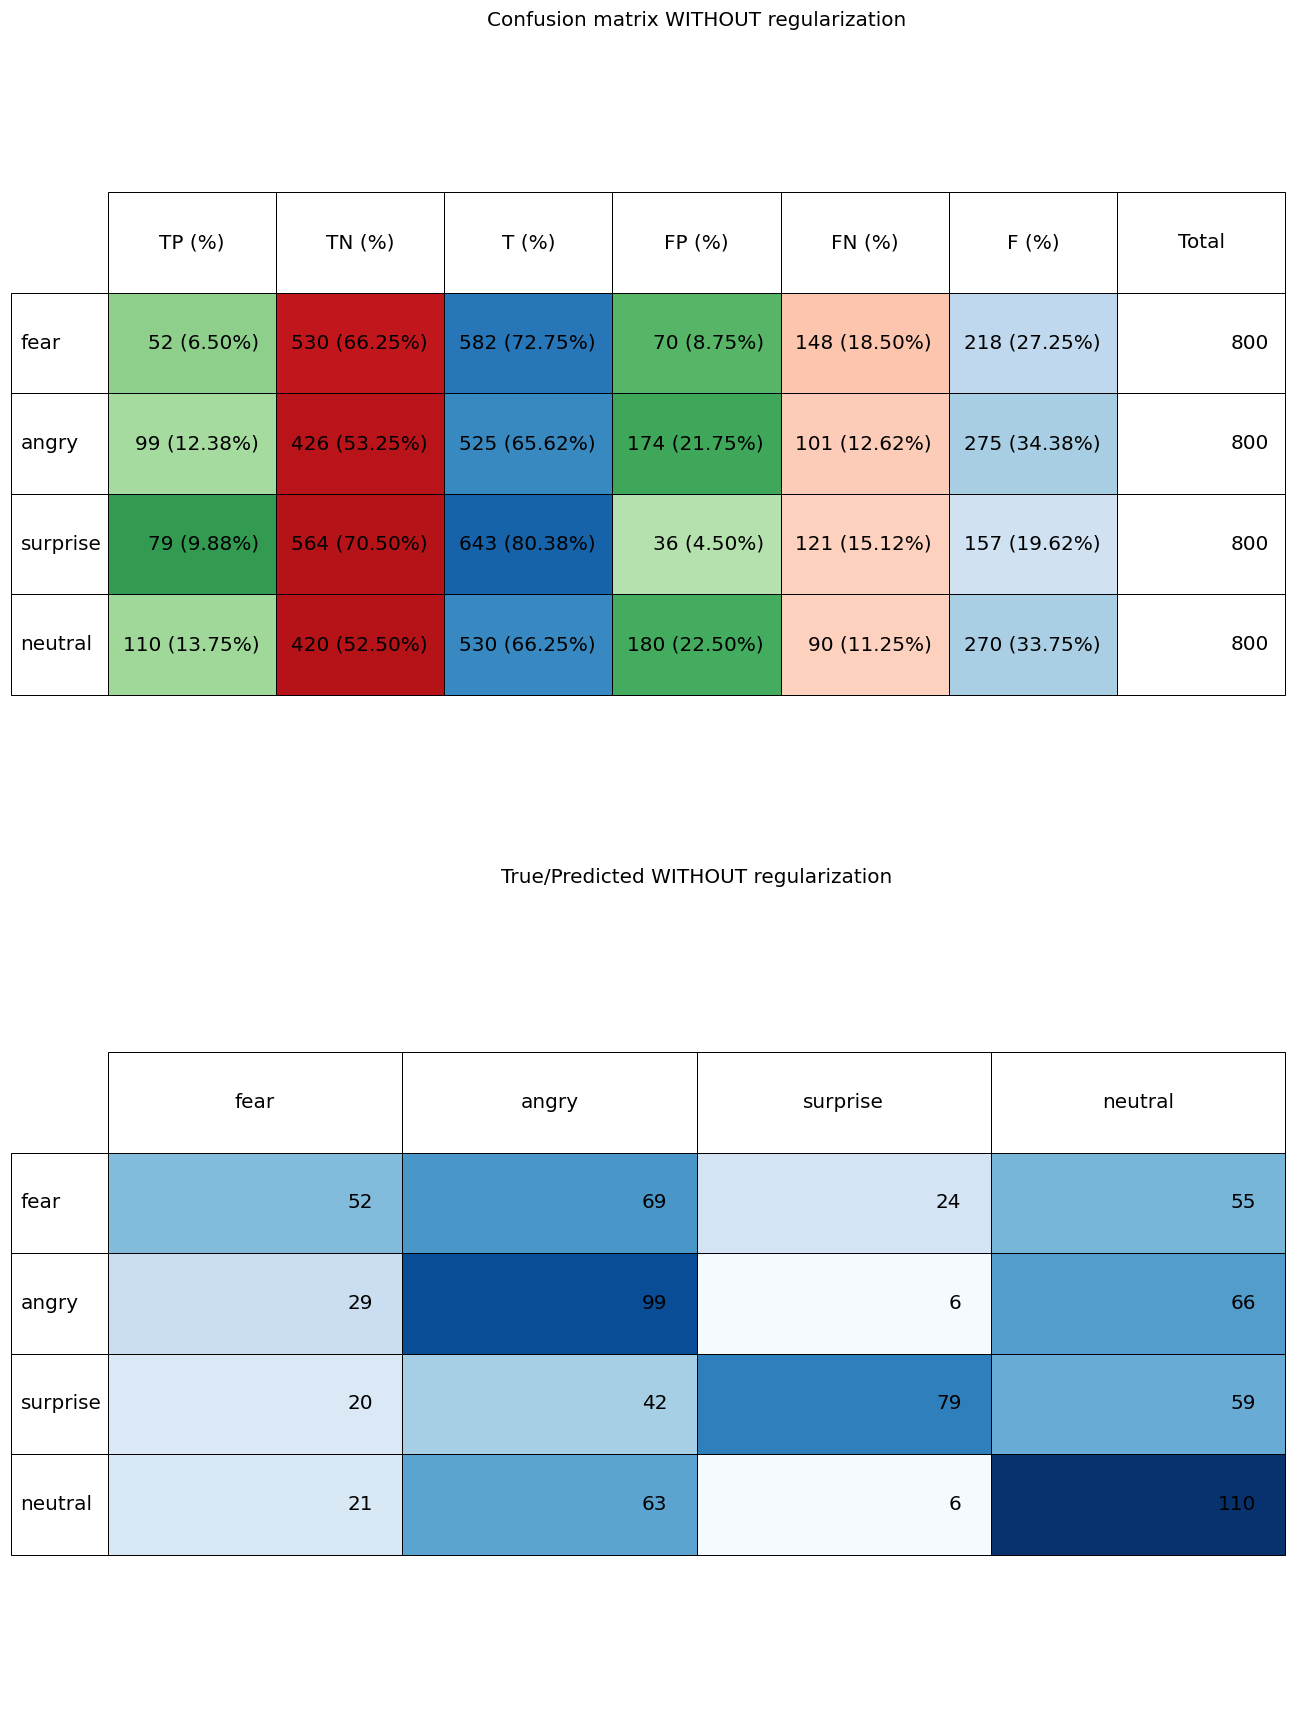 Confusion matrix WITHOUT regularization
TP (%) TN (%) T (%) FP (%) FN (%) F (%) Total
fear 52 (6.50%) 530 (66.25%) 582 (72.75%) 70 (8.75%) 148 (18.50%) 218 (27.25%) 800
angry 99 (12.38%) 426 (53.25%) 525 (65.62%) 174 (21.75%) 101 (12.62%) 275 (34.38%) 800
surprise 79 (9.88%) 564 (70.50%) 643 (80.38%) 36 (4.50%) 121 (15.12%) 157 (19.62%) 800
neutral 110 (13.75%) 420 (52.50%) 530 (66.25%) 180 (22.50%) 90 (11.25%) 270 (33.75%) 800
True/Predicted WITHOUT regularization
fear angry surprise neutral
fear 52 69 24 55
angry 29 99 6 66
surprise 20 42 79 59
neutral 21 63 6 110